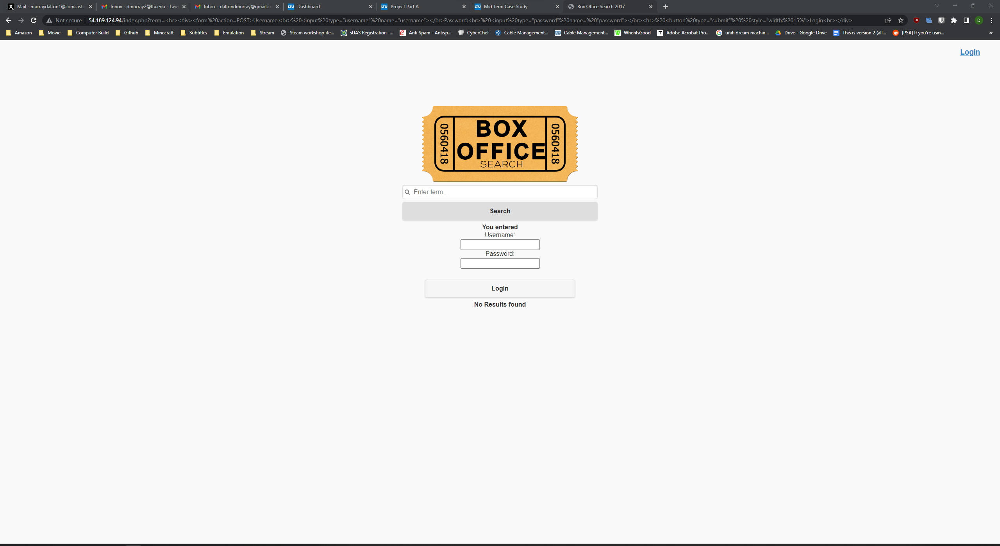 Mail - murraydalton1@comcast.n
Inbox - dmurray2@ltu.edu - Law
Inbox - daltondmurray@gmail.co
LTU Dashboard
LTU Project Part A
LTU Mid Term Case Study
Box Office Search 2017
Not secure 54.189.124.94/index.php?term=<br><div><form%20action=POST>Username:<br>%20<input%20type="username"%20name="username"></br>Password:<br>%20<input%20type="password"%20name=%20"password"></br><br>%20<button%20type="submit"%20%20style="width:%2015%">Login<br></div>
D
Amazon Movie Computer Build Github Minecraft Subtitles Emulation Stream Steam workshop ite... sUAS Registration -... Anti Spam - Antisp... CyberChef Cable Management... Cable Management... WhenIsGood Adobe Acrobat Pro... unifi dream machin... Drive - Google Drive This is version 2 (all... [PSA] If you're usin... »
Login
0560418
BOX
OFFICE
SEARCH
0560418
Enter term...
Search
You entered
Username:
Password:
Login
No Results found